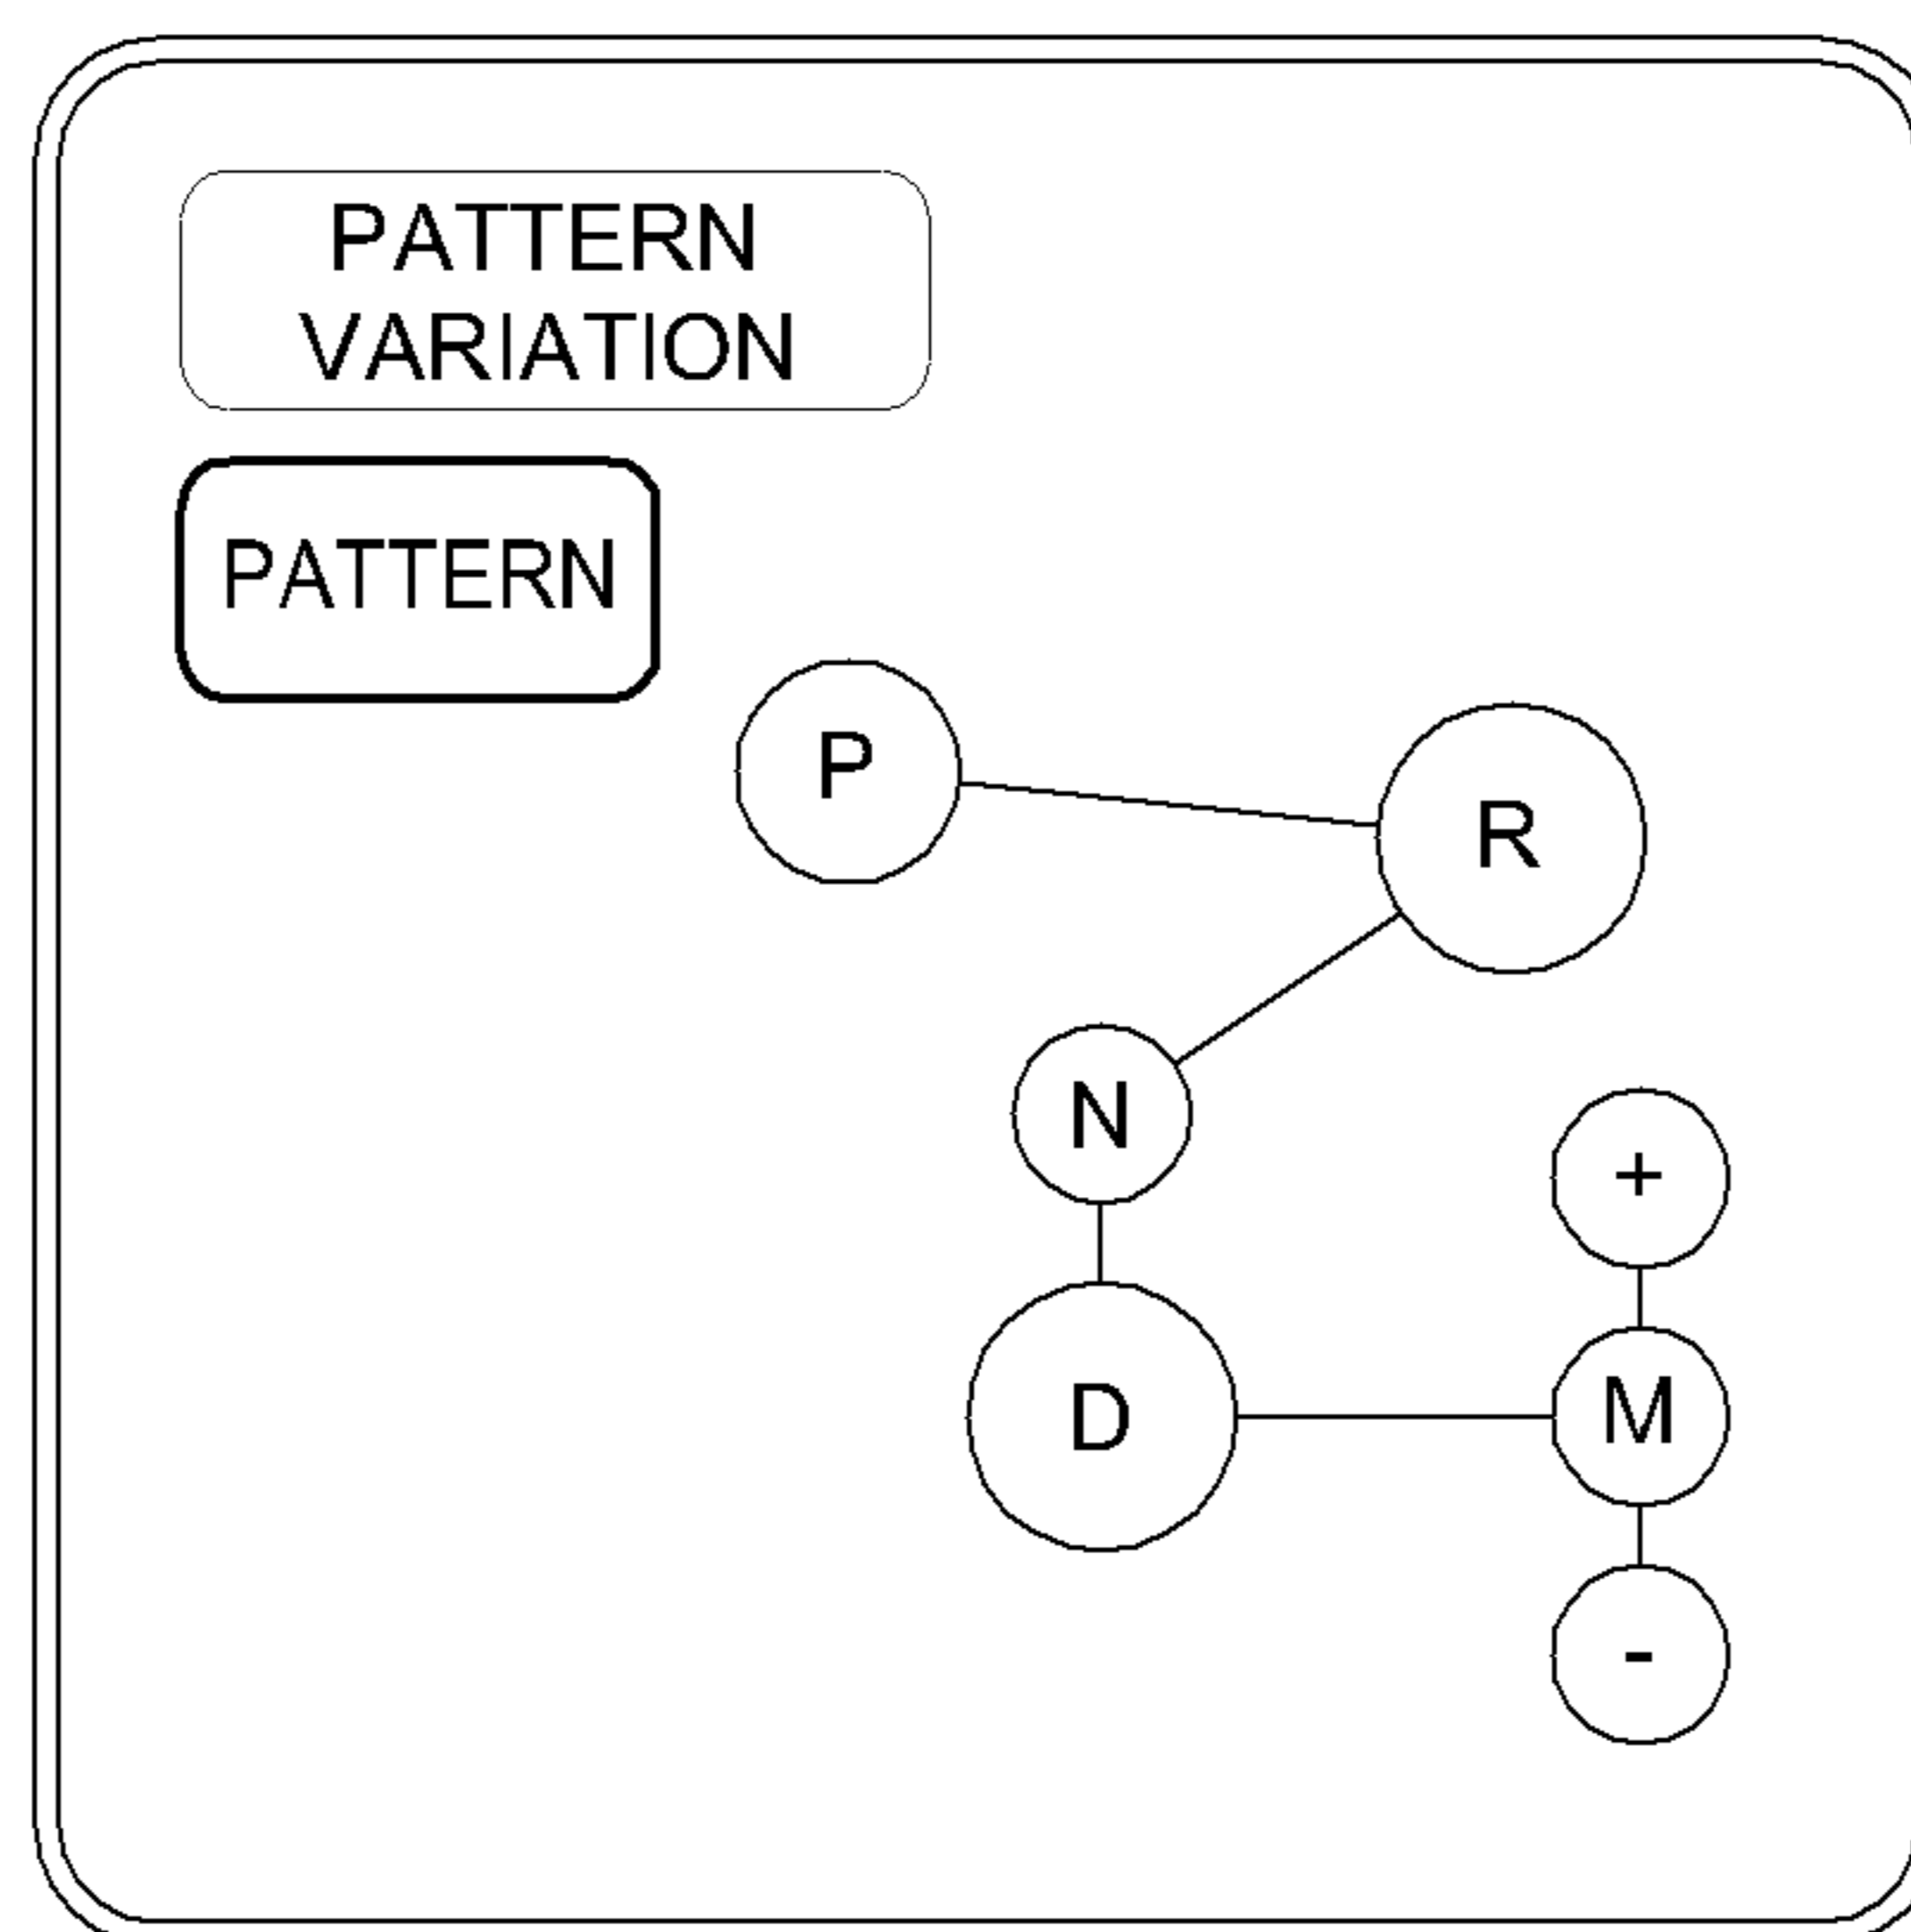 PATTERN
VARIATION
PATTERN
P
R
N
+
D
M
-